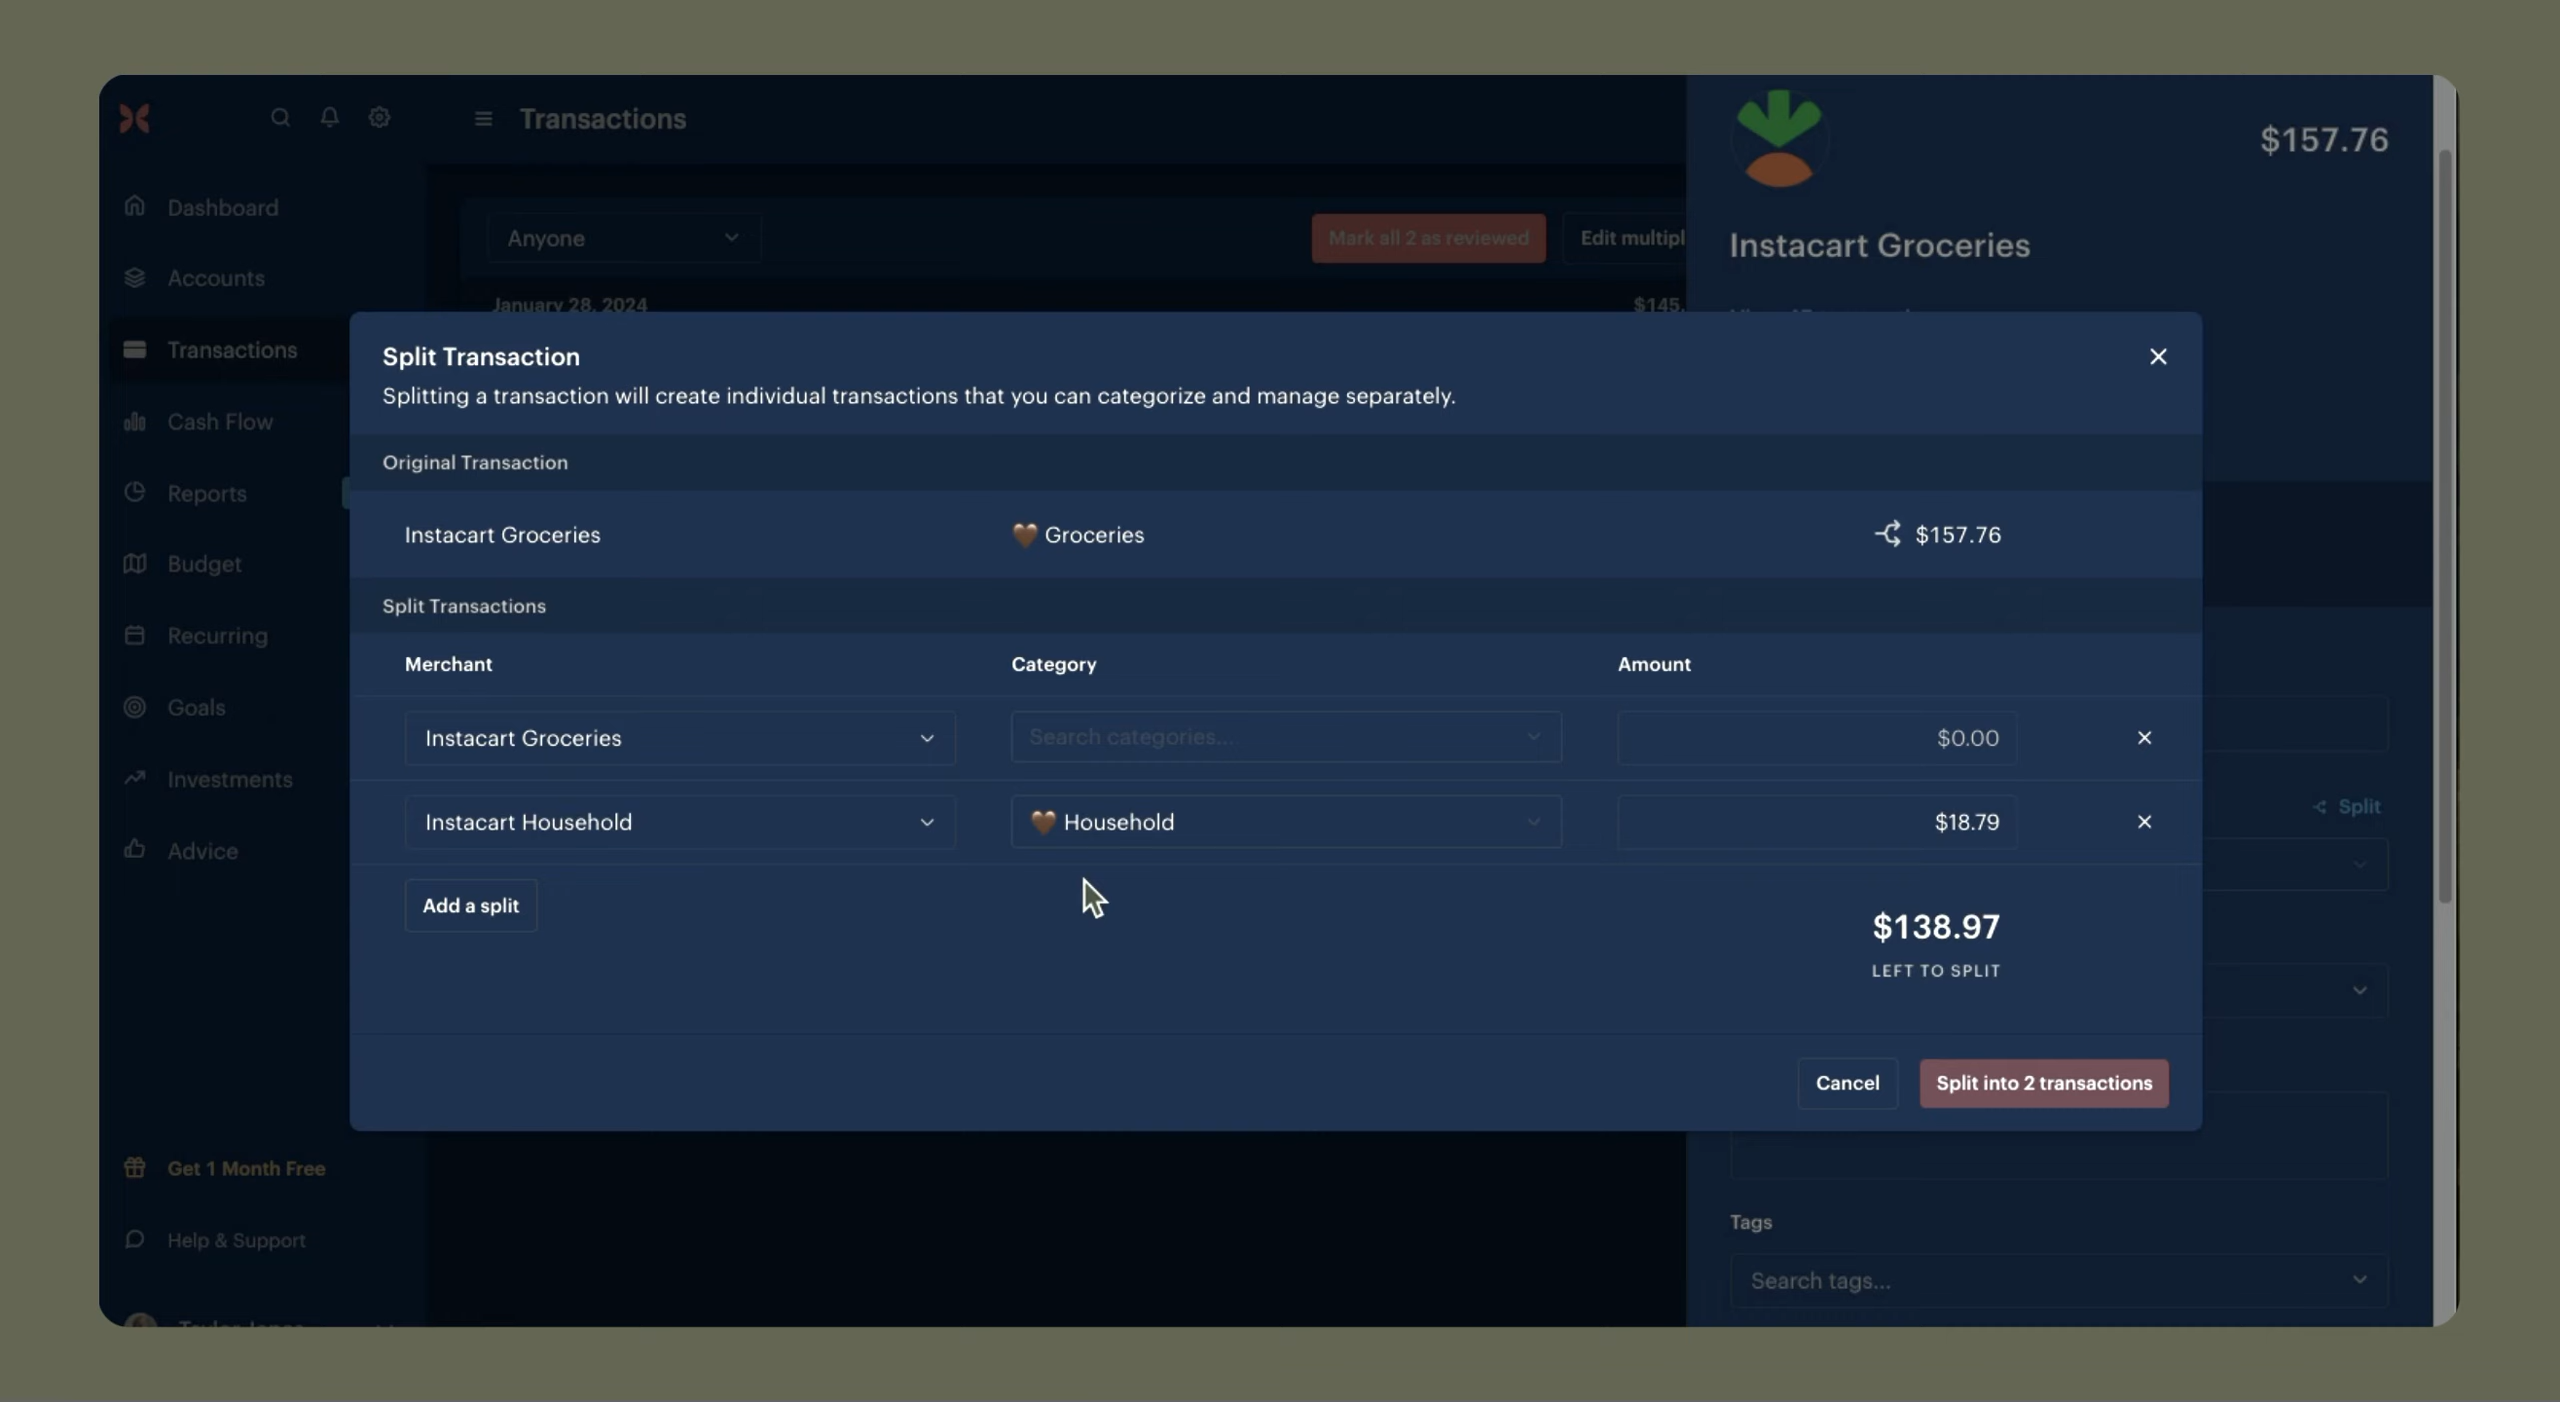 Transactions
$157.76
Dashboard
Anyone
Mark all 2 as reviewed
Edit multipl
Instacart Groceries
Accounts
January 28, 2024
$145.
Transactions
Split Transaction
Splitting a transaction will create individual transactions that you can categorize and manage separately.
Cash Flow
Original Transaction
Reports
Instacart Groceries
Groceries
$157.76
Budget
Split Transactions
Recurring
Merchant
Category
Amount
Goals
Instacart Groceries
Search categories...
$0.00
Investments
Instacart Household
Household
$18.79
Split
Advice
Add a split
$138.97
LEFT TO SPLIT
Cancel
Split into 2 transactions
Get 1 Month Free
Help & Support
Tags
Search tags...